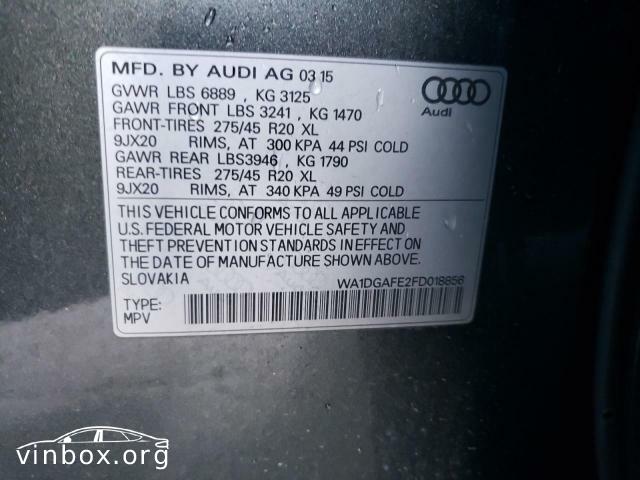 MFD. BY AUDI AG 03 15
GVWR LBS 6889 , KG 3125
GAWR FRONT LBS 3241 , KG 1470
FRONT-TIRES 275/45 R20 XL
9JX20 RIMS, AT 300 KPA 44 PSI COLD
GAWR REAR LBS3946 , KG 1790
REAR-TIRES 275/45 R20 XL
9JX20 RIMS, AT 340 KPA 49 PSI COLD
Audi
THIS VEHICLE CONFORMS TO ALL APPLICABLE
U.S. FEDERAL MOTOR VEHICLE SAFETY AND
THEFT PREVENTION STANDARDS IN EFFECT ON
THE DATE OF MANUFACTURE SHOWN ABOVE.
SLOVAKIA WA1DGAFE2FD018856
TYPE:
MPV
vinbox.org